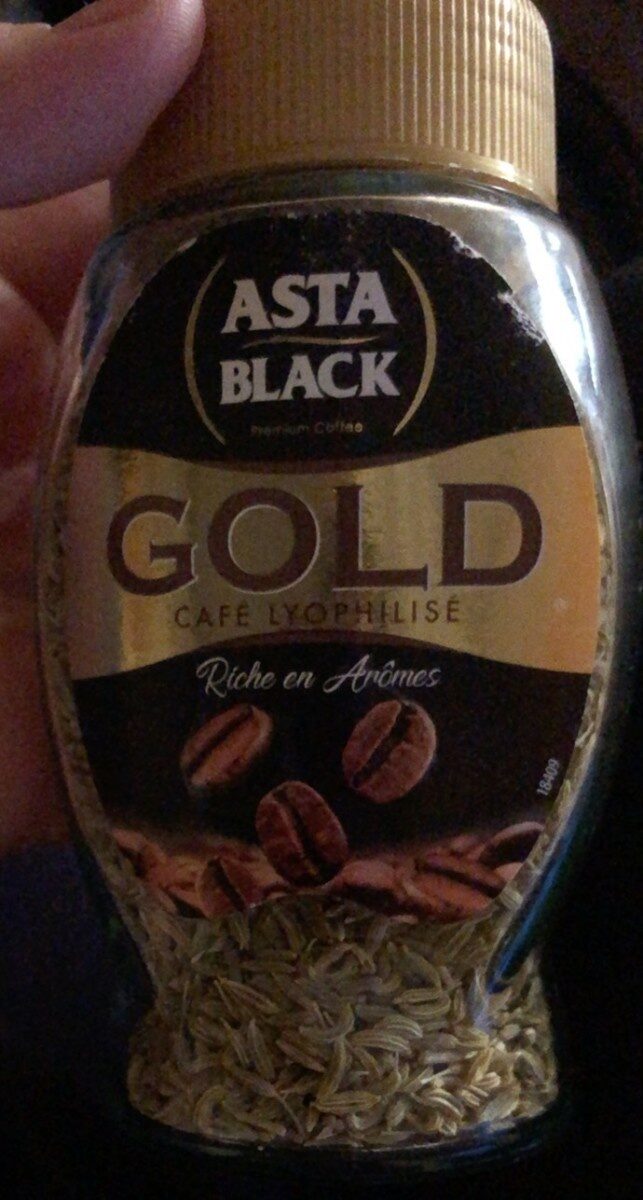 ASTA
BLACK
Premium Coffee
GOLD
CAFÉ LYOPHILISÉ
Riche en Arômes
18409